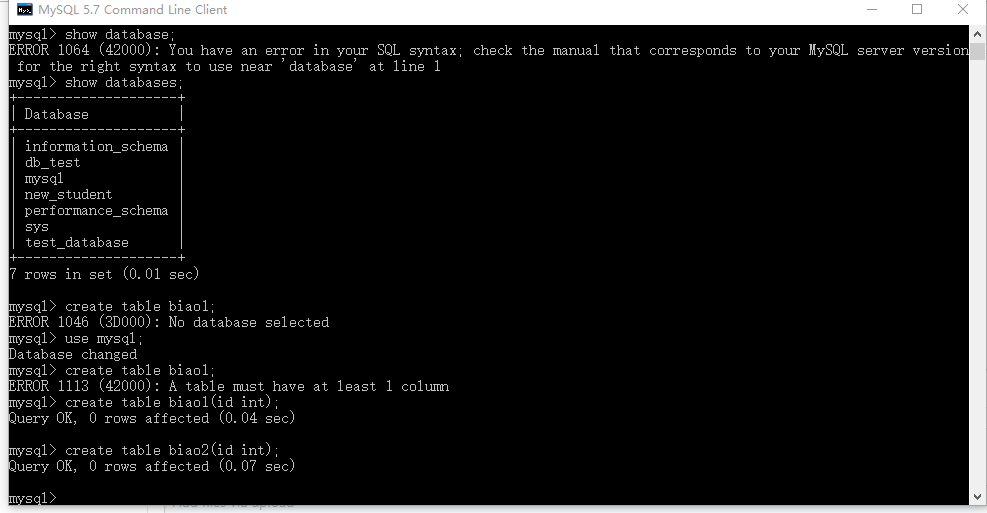 MySQL 5.7 Command Line Client
mysql> show database;
ERROR 1064 (42000): You have an error in your SQL syntax; check the manual that corresponds to your MySQL server version
for the right syntax to use near 'database' at line 1
mysql> show databases;
+--------------------+
| Database           |
+--------------------+
| information_schema |
| db_test            |
| mysql              |
| new_student        |
| performance_schema |
| sys                |
| test_database      |
+--------------------+
7 rows in set (0.01 sec)
mysql> create table biao1;
ERROR 1046 (3D000): No database selected
mysql> use mysql;
Database changed
mysql> create table biao1;
ERROR 1113 (42000): A table must have at least 1 column
mysql> create table biao1(id int);
Query OK, 0 rows affected (0.04 sec)
mysql> create table biao2(id int);
Query OK, 0 rows affected (0.07 sec)
mysql>